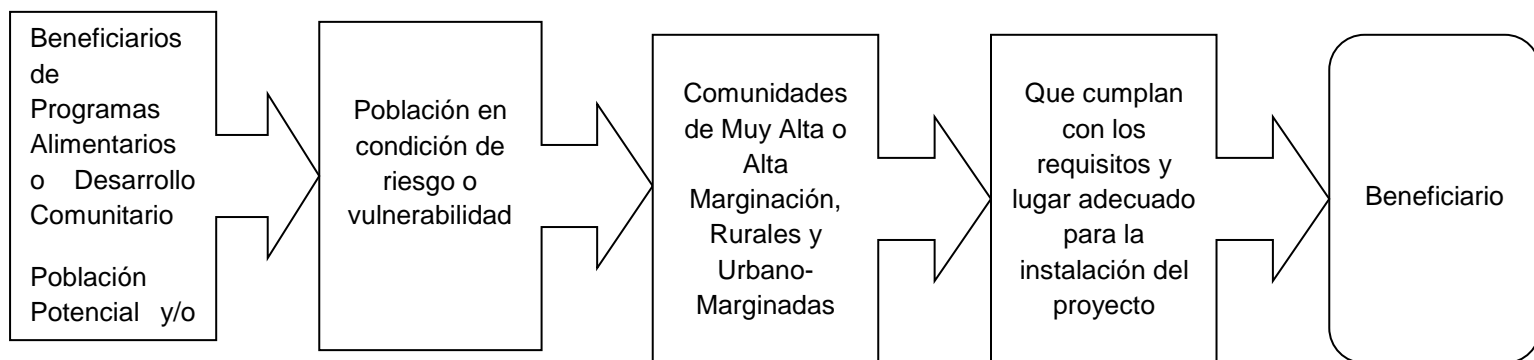 Beneficiarios
de
Programas
Alimentarios
o Desarrollo
Comunitario
Población
Potencial y/o
Población en
condición de
riesgo o
vulnerabilidad
Comunidades
de Muy Alta o
Alta
Marginación,
Rurales y
Urbano-
Marginadas
Que cumplan
con los
requisitos y
lugar adecuado
para la
instalación del
proyecto
Beneficiario